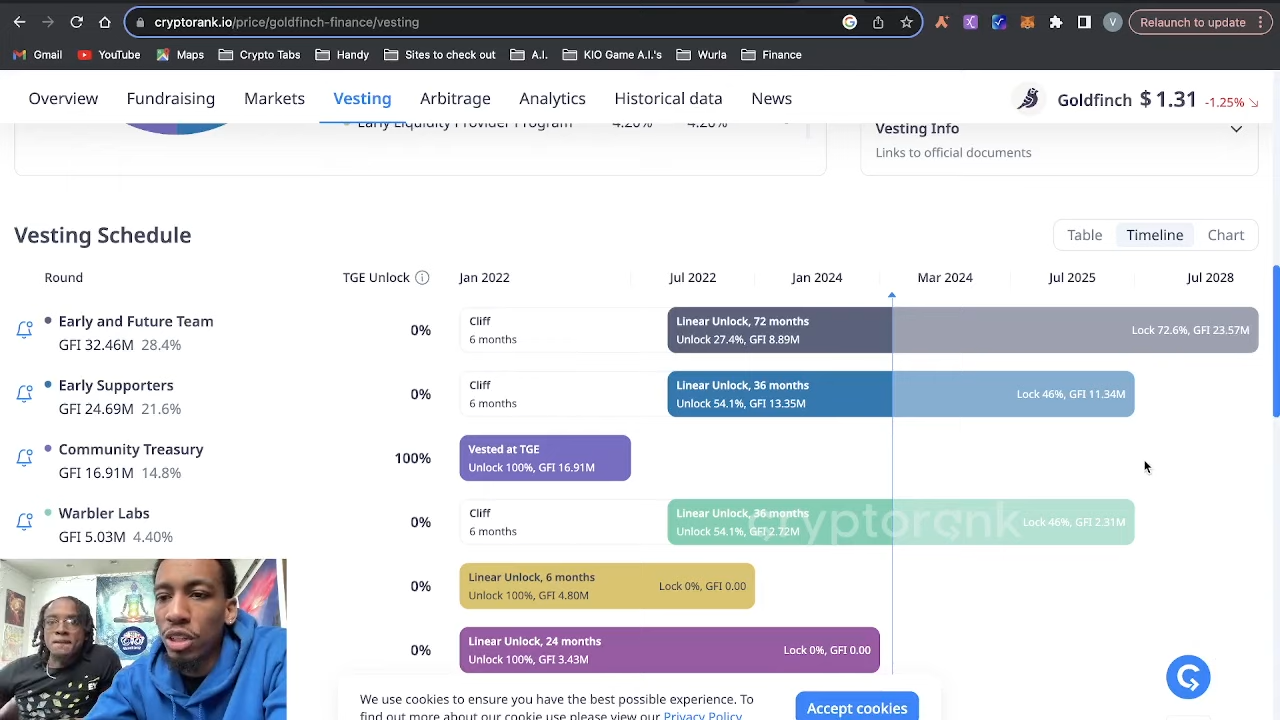 cryptorank.io/price/goldfinch-finance/vesting
V
Relaunch to update
Gmail
YouTube
Maps
Crypto Tabs
Handy
Sites to check out
A.I.
KIO Game A.I.'s
Wurla
Finance
Overview
Fundraising
Markets
Vesting
Arbitrage
Analytics
Historical data
News
Goldfinch $ 1.31 -1.25%
Early Liquidity Provider Program 4.20% 4.20%
Vesting Info
Links to official documents
Vesting Schedule
Table
Timeline
Chart
Round
TGE Unlock
Jan 2022
Jul 2022
Jan 2024
Mar 2024
Jul 2025
Jul 2028
Early and Future Team
GFI 32.46M 28.4%
0%
Cliff
6 months
Linear Unlock, 72 months
Unlock 27.4%, GFI 8.89M
Lock 72.6%, GFI 23.57M
Early Supporters
GFI 24.69M 21.6%
0%
Cliff
6 months
Linear Unlock, 36 months
Unlock 54.1%, GFI 13.35M
Lock 46%, GFI 11.34M
Community Treasury
GFI 16.91M 14.8%
100%
Vested at TGE
Unlock 100%, GFI 16.91M
Warbler Labs
GFI 5.03M 4.40%
0%
Cliff
6 months
Linear Unlock, 36 months
Unlock 54.1%, GFI 2.72M
Lock 46%, GFI 2.31M
cryptorank
0%
Linear Unlock, 6 months
Unlock 100%, GFI 4.80M
Lock 0%, GFI 0.00
0%
Linear Unlock, 24 months
Unlock 100%, GFI 3.43M
Lock 0%, GFI 0.00
We use cookies to ensure you have the best possible experience. To
find out more about our cookie use please view our Privacy Policy
Accept cookies